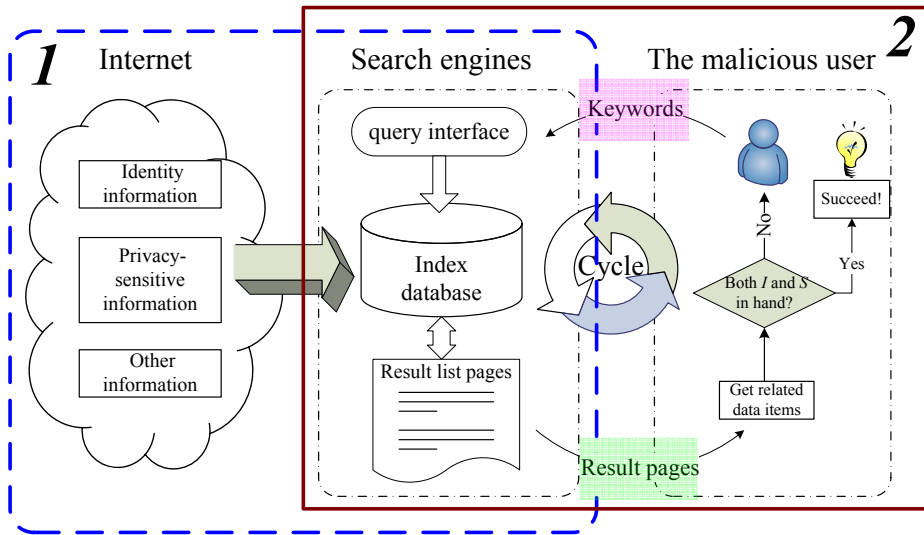 1
2
Internet
Search engines
The malicious user
Identity
information
Privacy-
sensitive
information
Other
information
query interface
Index
database
Result list pages
Keywords
Cycle
Result pages
Succeed!
No
Yes
Both I and S
in hand?
Get related
data items